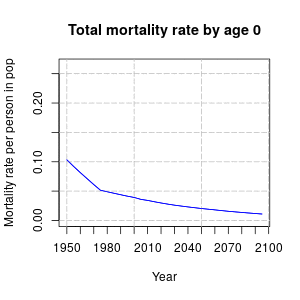 Total mortality rate by age 0
Mortality rate per person in pop
0.20
0.10
0.00
1950 1980 2010 2040 2070 2100
Year